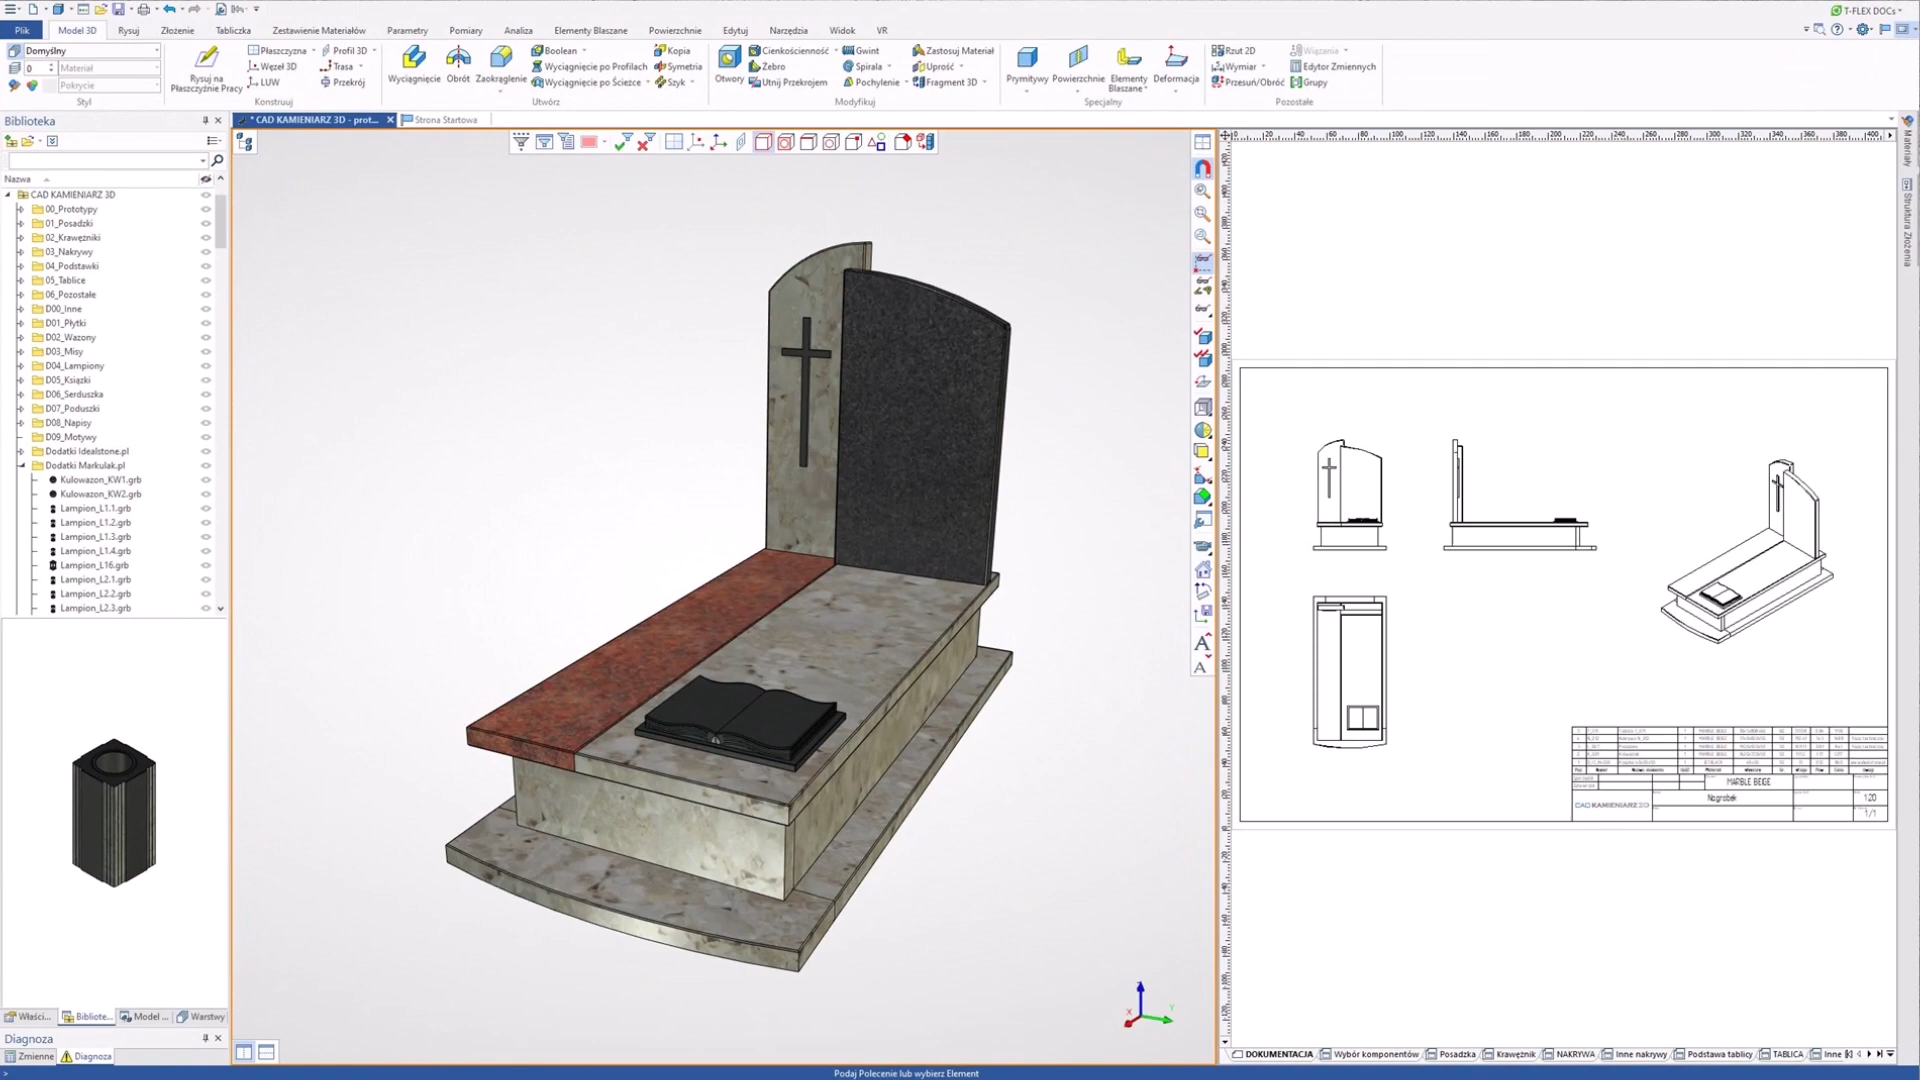 T-FLEX DOCs
Plik Model 3D Rysuj Złożenie Tabliczka Zestawienie Materiałów Parametry Pomiary Analiza Elementy Blaszane Powierzchnie Edytuj Narzędzia Widok VR
Domyślny
0 Materiał
Pokrycie
Styl
Rysuj na Płaszczyźnie Pracy
Płaszczyzna
Węzeł 3D
LUW
Profil 3D
Trasa
Przekrój
Konstruuj
Wyciągnięcie
Obrót
Zaokrąglenie
Boolean
Wyciągnięcie po Profilach
Wyciągnięcie po Ścieżce
Kopia
Symetria
Szyk
Utwórz
Otwory
Cienkościenność
Żebro
Utnij Przekrojem
Gwint
Spirala
Pochylenie
Zastosuj Materiał
Uprość
Fragment 3D
Modyfikuj
Prymitywy
Powierzchnie
Elementy Blaszane
Deformacja
Specjalny
Rzut 2D
Wymiar
Przesuń/Obróć
Wiązania
Edytor Zmiennych
Grupy
Pozostałe
Biblioteka
* CAD KAMIENIARZ 3D - prot...
Strona Startowa
Nazwa
CAD KAMIENIARZ 3D
00_Prototypy
01_Posadzki
02_Krawężniki
03_Nakrywy
04_Podstawki
05_Tablice
06_Pozostałe
D00_Inne
D01_Płytki
D02_Wazony
D03_Misy
D04_Lampiony
D05_Ksiązki
D06_Serduszka
D07_Poduszki
D08_Napisy
D09_Motywy
Dodatki Idealstone.pl
Dodatki Markulak.pl
Kulowazon_KW1.grb
Kulowazon_KW2.grb
Lampion_L1.1.grb
Lampion_L1.2.grb
Lampion_L1.3.grb
Lampion_L1.4.grb
Lampion_L16.grb
Lampion_L2.1.grb
Lampion_L2.2.grb
Lampion_L2.3.grb
Właści...
Bibliote...
Model ...
Warstwy
Diagnoza
Zmienne
Diagnoza
Materiały
Struktura Złożenia
MARBLE BEIGE
Nagrobek
CAD KAMIENIARZ 3D
1:20
1/1
X
Y
DOKUMENTACJA
Wybór komponentów
Posadzka
Krawężnik
NAKRYWA
Inne nakrywy
Podstawa tablicy
TABLICA
Inne
Podaj Polecenie lub wybierz Element